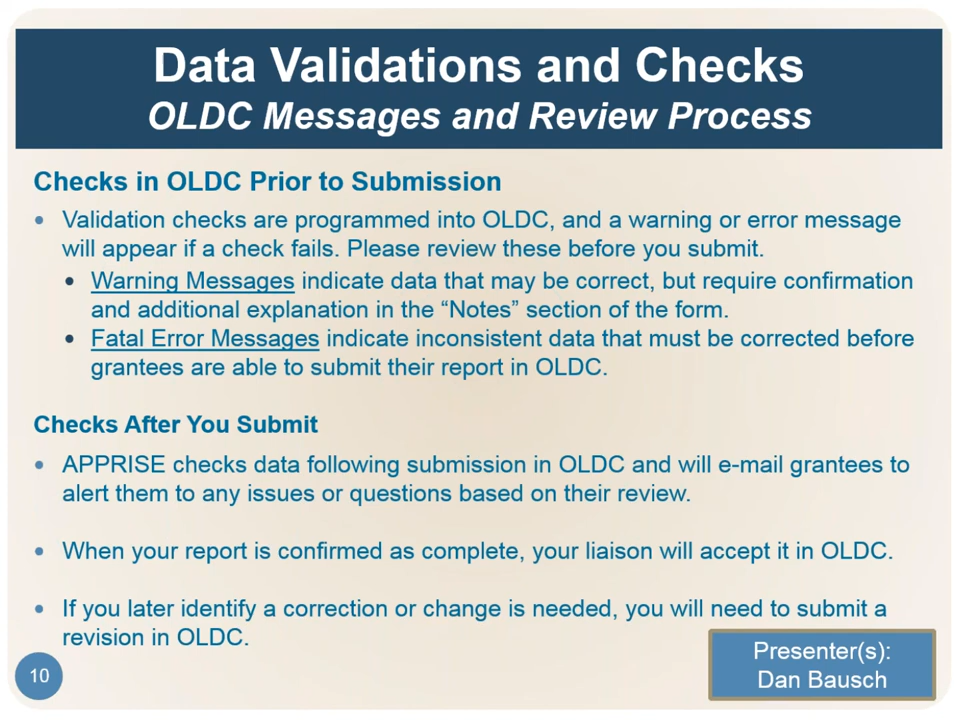 Data Validations and Checks
OLDC Messages and Review Process
Checks in OLDC Prior to Submission
• Validation checks are programmed into OLDC, and a warning or error message
will appear if a check fails. Please review these before you submit.
• Warning Messages indicate data that may be correct, but require confirmation
and additional explanation in the “Notes” section of the form.
• Fatal Error Messages indicate inconsistent data that must be corrected before
grantees are able to submit their report in OLDC.
Checks After You Submit
• APPRISE checks data following submission in OLDC and will e-mail grantees to
alert them to any issues or questions based on their review.
• When your report is confirmed as complete, your liaison will accept it in OLDC.
• If you later identify a correction or change is needed, you will need to submit a
revision in OLDC.
Presenter(s):
Dan Bausch
10